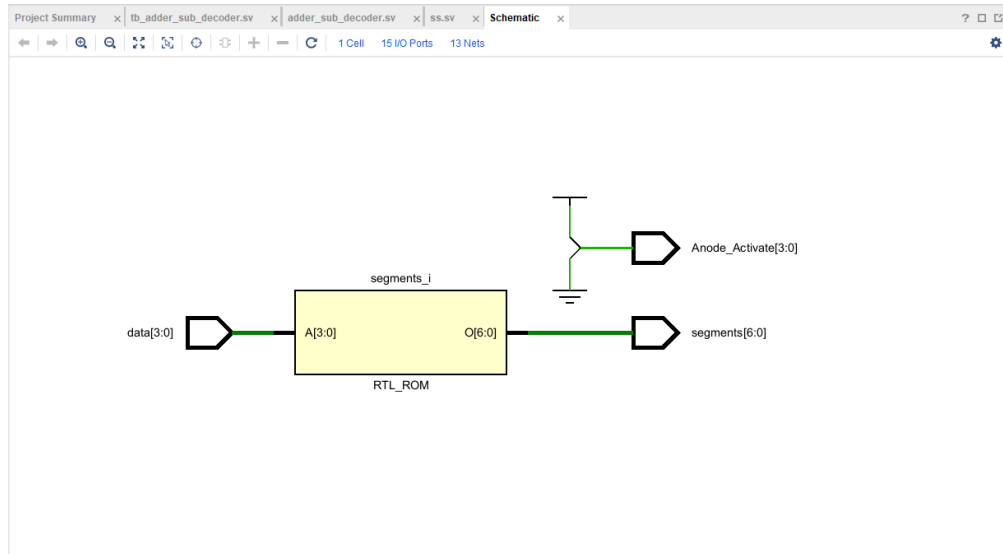 Project Summary × tb_adder_sub_decoder.sv × adder_sub_decoder.sv × ss.sv × Schematic × ?
1 Cell 15 I/O Ports 13 Nets
Anode_Activate[3:0]
segments_i
data[3:0] A[3:0] O[6:0] segments[6:0]
RTL_ROM